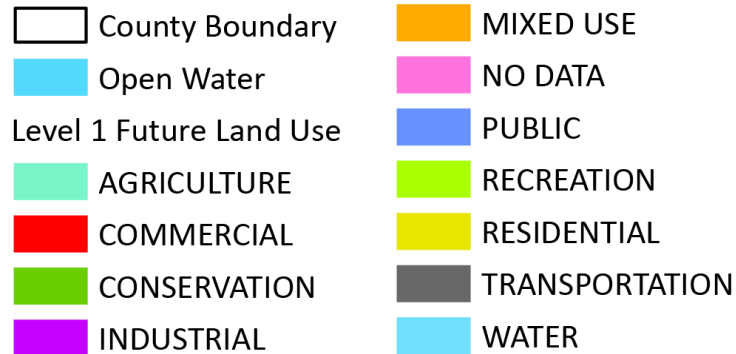 County Boundary
Open Water
Level 1 Future Land Use
AGRICULTURE
COMMERCIAL
CONSERVATION
INDUSTRIAL
MIXED USE
NO DATA
PUBLIC
RECREATION
RESIDENTIAL
TRANSPORTATION
WATER